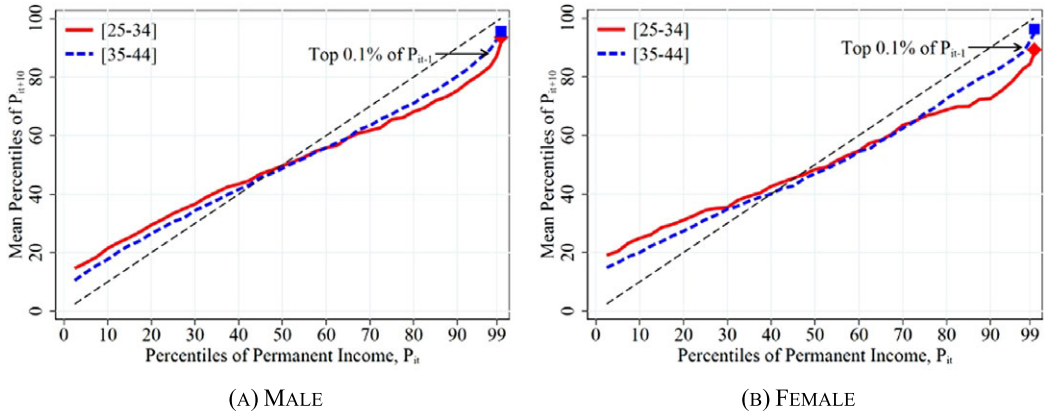 100
80
60
40
20
0
Mean Percentiles of P_it+10
[25-34]
[35-44]
Top 0.1% of P_it-1
0 10 20 30 40 50 60 70 80 90 99
Percentiles of Permanent Income, P_it
(A) MALE
100
80
60
40
20
0
Mean Percentiles of P_it+10
[25-34]
[35-44]
Top 0.1% of P_it-1
0 10 20 30 40 50 60 70 80 90 99
Percentiles of Permanent Income, P_it
(B) FEMALE